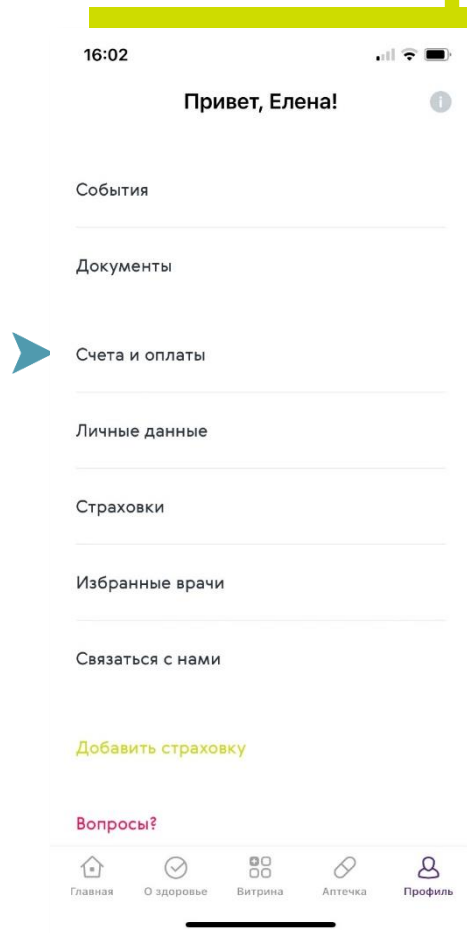 16:02
Привет, Елена!
События
Документы
Счета и оплаты
Личные данные
Страховки
Избранные врачи
Связаться с нами
Добавить страховку
Вопросы?
Главная О здоровье Витрина Аптечка Профиль